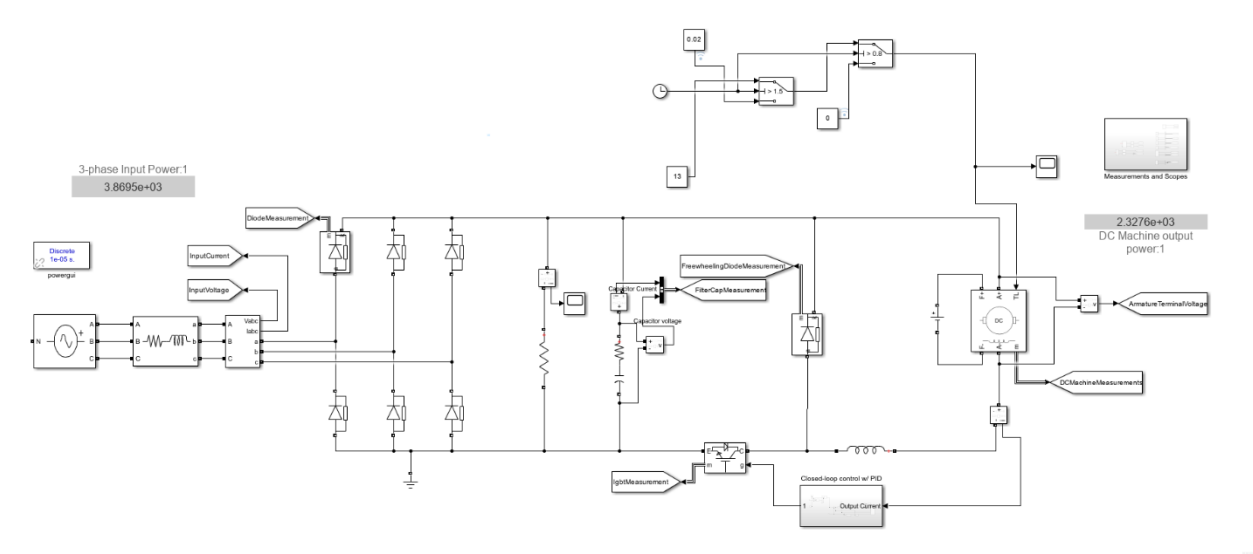 0.02
> 0.8
> 1.5
0
13
Measurements and Scopes
3-phase Input Power:1
3.8695e+03
2.3276e+03
DC Machine output
power:1
Discrete
1e-05 s.
powergui
DiodeMeasurement
InputCurrent
InputVoltage
FreewheelingDiodeMeasurement
Capacitor Current
FilterCapMeasurement
Capacitor voltage
ArmatureTerminalVoltage
DCMachineMeasurements
N
A
B
C
A
B
C
a
b
c
A
B
C
Vabc
Iabc
a
b
c
m
+
-
v
F+
A+
TL
DC
F-
A-
m
+
-
v
E
C
m
g
IgbtMeasurement
Closed-loop control w/ PID
1
Output Current